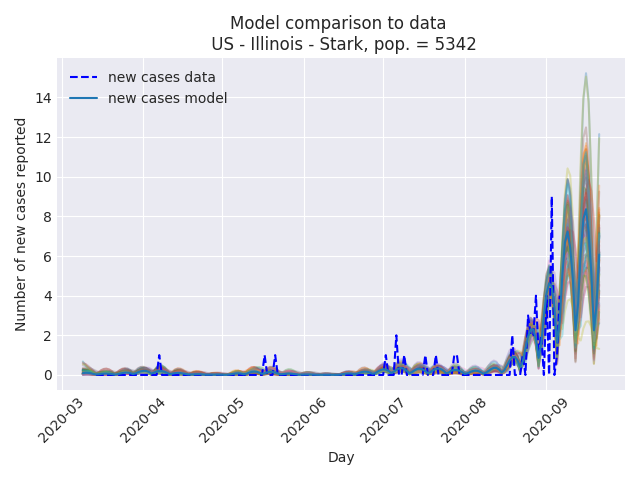 Model comparison to data
US - Illinois - Stark, pop. = 5342
new cases data
new cases model
Number of new cases reported
14
12
10
8
6
4
2
0
2020-03
2020-04
2020-05
2020-06
2020-07
2020-08
2020-09
Day